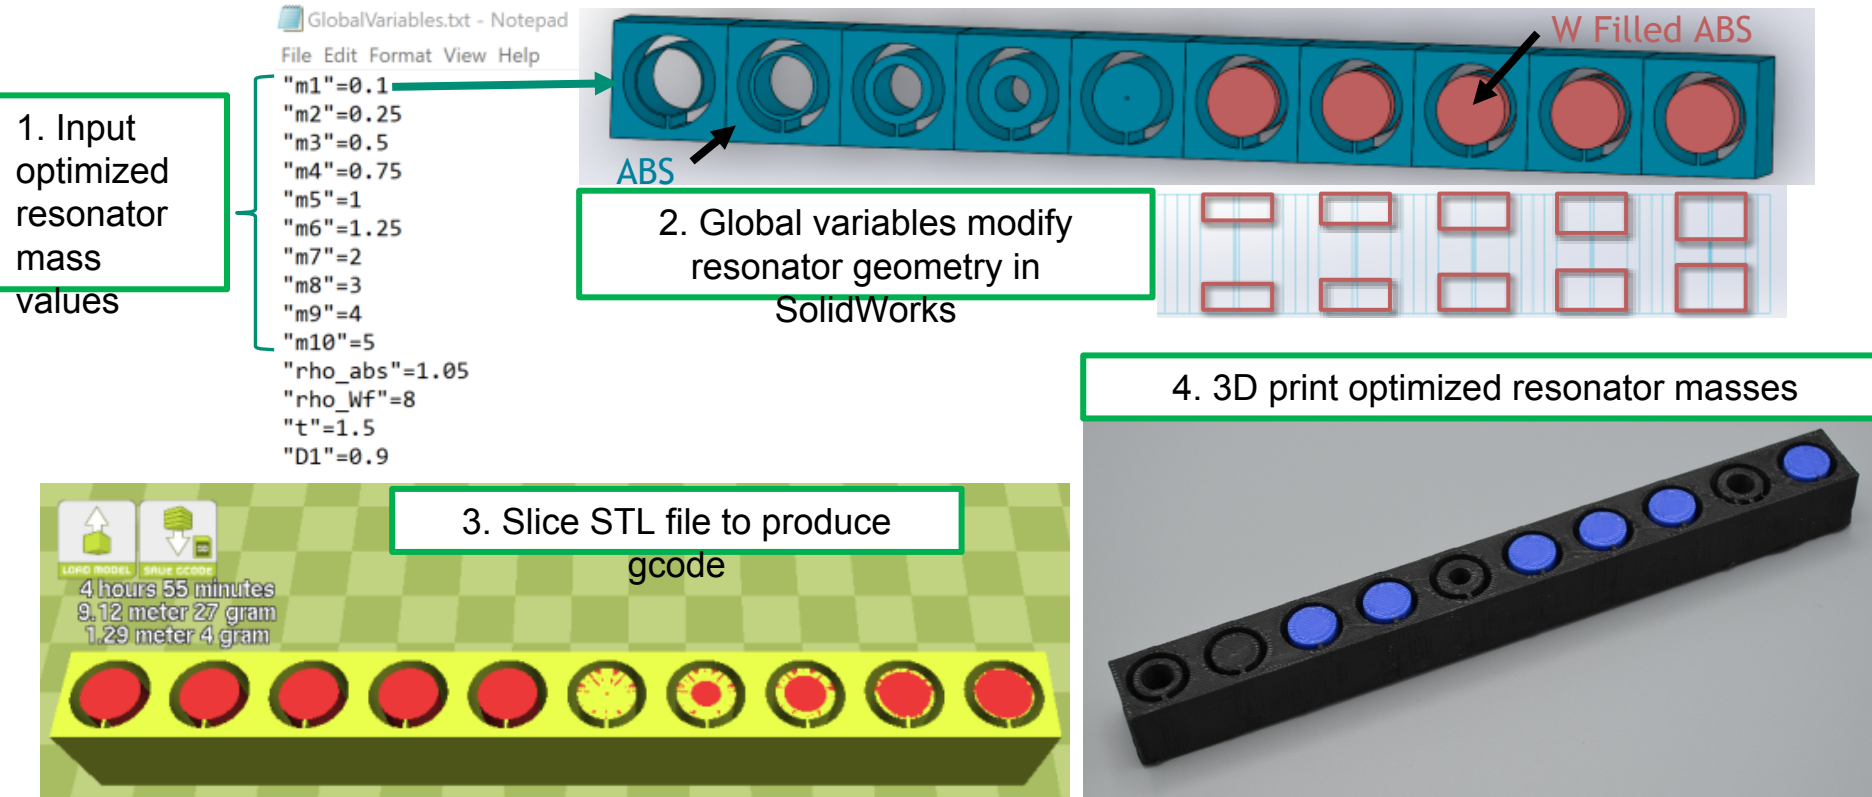 GlobalVariables.txt - Notepad
File Edit Format View Help
"m1"=0.1
"m2"=0.25
"m3"=0.5
"m4"=0.75
"m5"=1
"m6"=1.25
"m7"=2
"m8"=3
"m9"=4
"m10"=5
"rho_abs"=1.05
"rho_Wf"=8
"t"=1.5
"D1"=0.9
1. Input
optimized
resonator
mass
values
W Filled ABS
ABS
2. Global variables modify
resonator geometry in
SolidWorks
3. Slice STL file to produce
gcode
LOAD MODEL
SAVE GCODE
SD
4 hours 55 minutes
9.12 meter 27 gram
1.29 meter 4 gram
4. 3D print optimized resonator masses